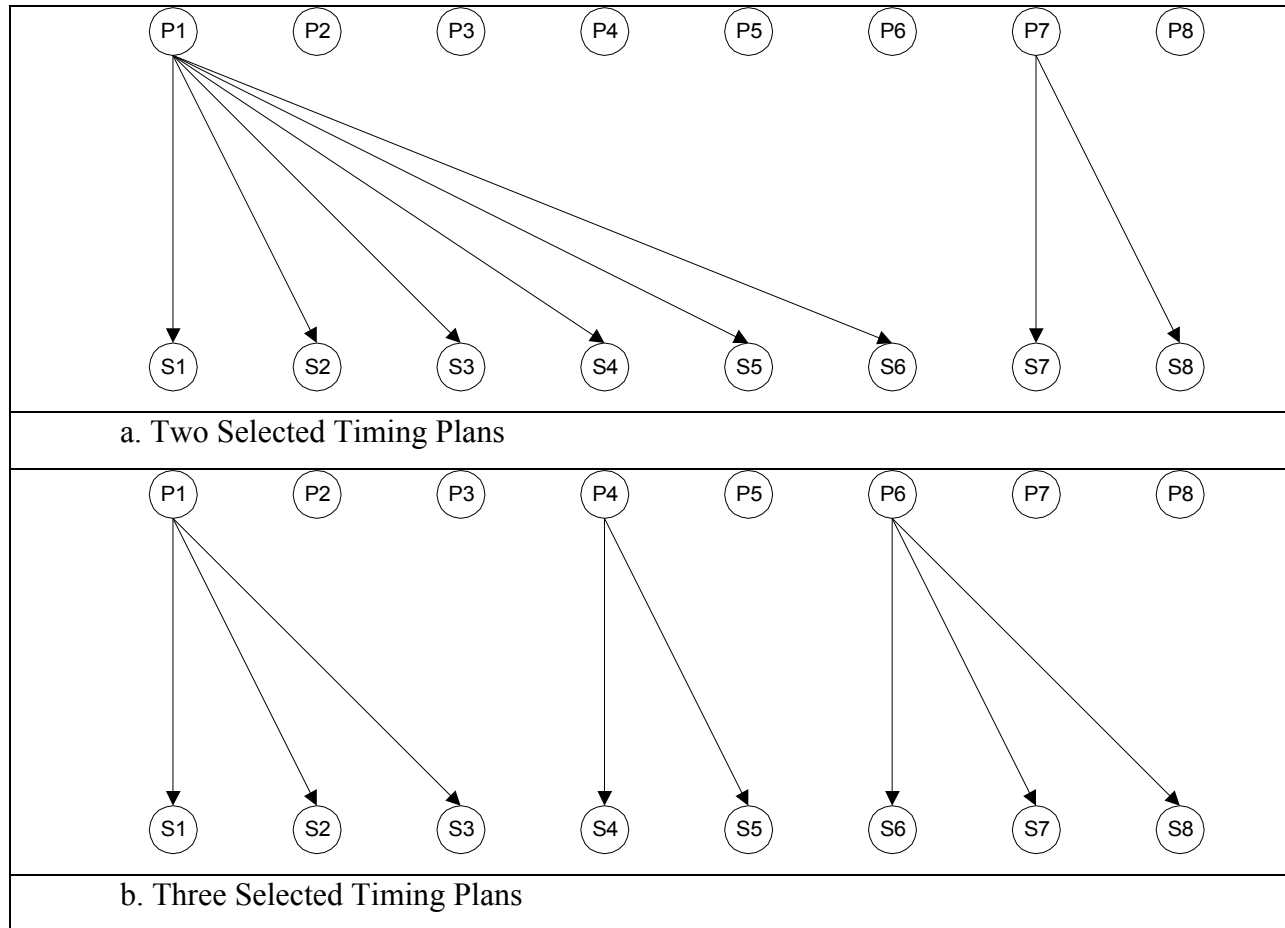 P1 P2 P3 P4 P5 P6 P7 P8
S1 S2 S3 S4 S5 S6 S7 S8
a. Two Selected Timing Plans
P1 P2 P3 P4 P5 P6 P7 P8
S1 S2 S3 S4 S5 S6 S7 S8
b. Three Selected Timing Plans